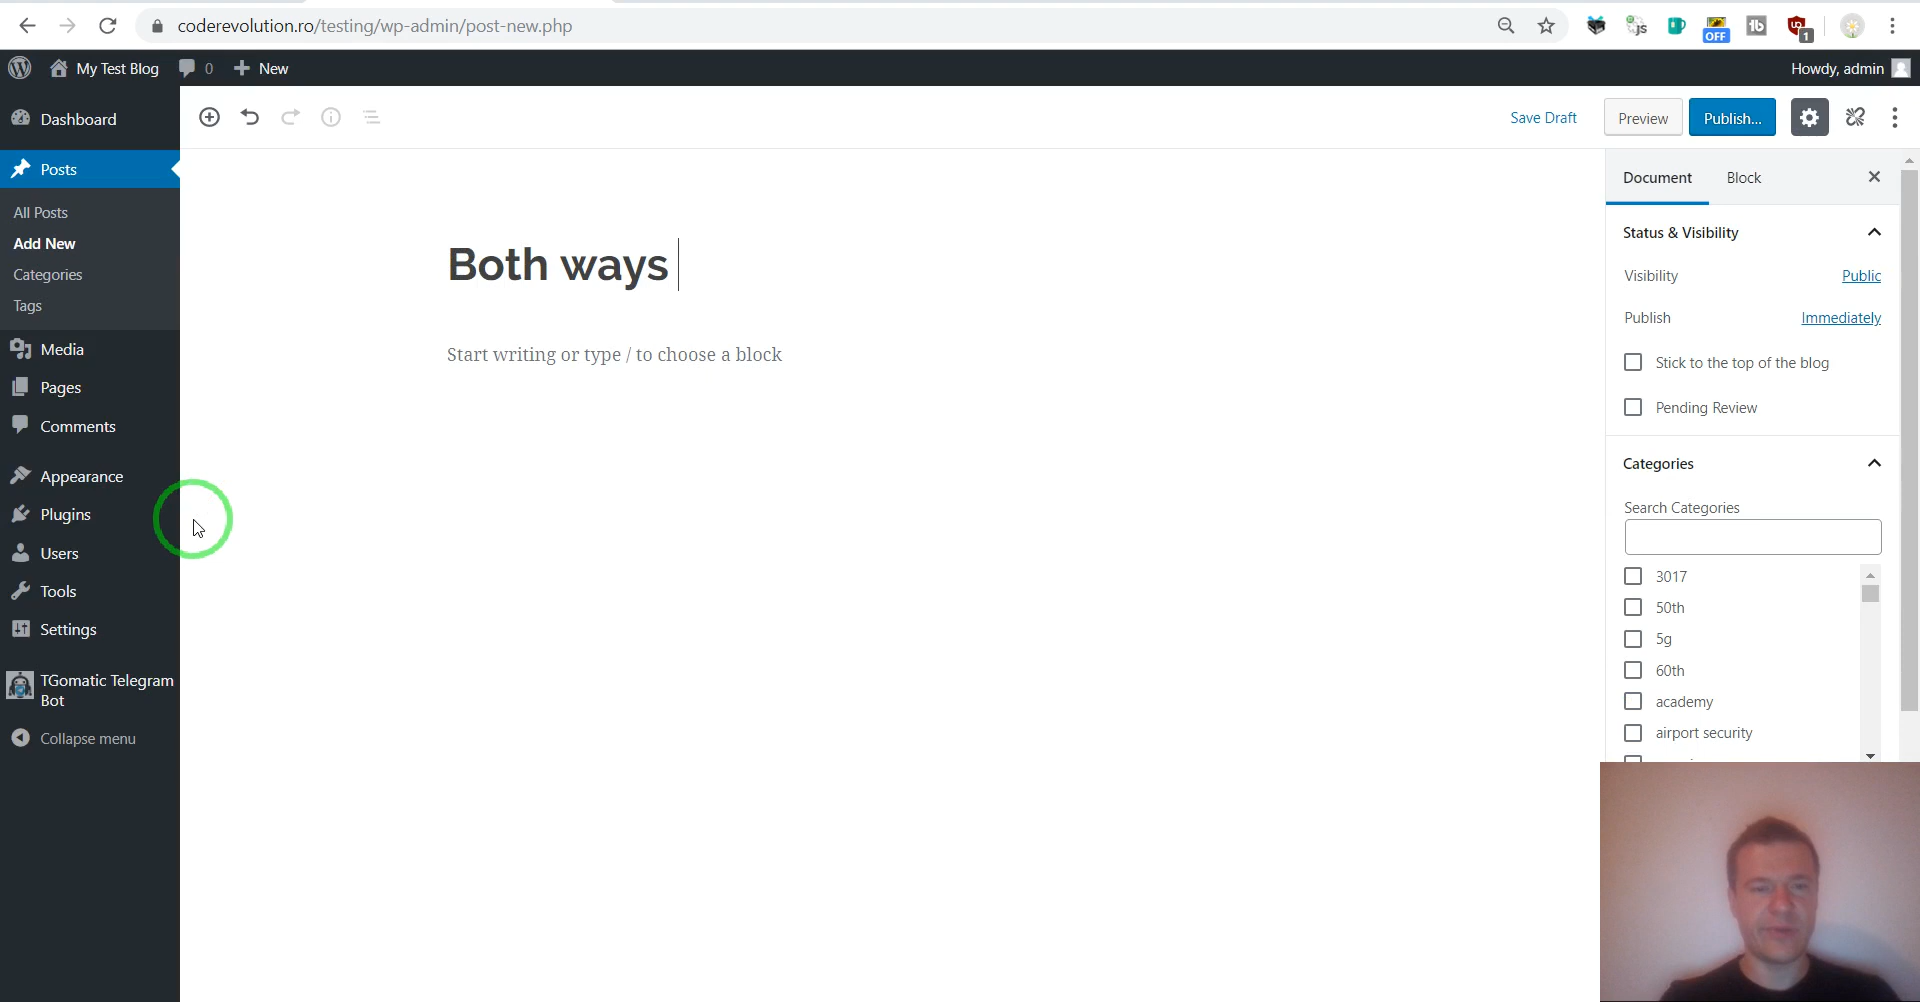 coderevolution.ro/testing/wp-admin/post-new.php
OFF
tb
1
My Test Blog
0
New
Howdy, admin
Dashboard
Save Draft
Preview
Publish...
Posts
All Posts
Add New
Categories
Tags
Media
Pages
Comments
Appearance
Plugins
Users
Tools
Settings
TGomatic Telegram
Bot
Collapse menu
Both ways
Start writing or type / to choose a block
Document
Block
Status & Visibility
Visibility
Public
Publish
Immediately
Stick to the top of the blog
Pending Review
Categories
Search Categories
3017
50th
5g
60th
academy
airport security